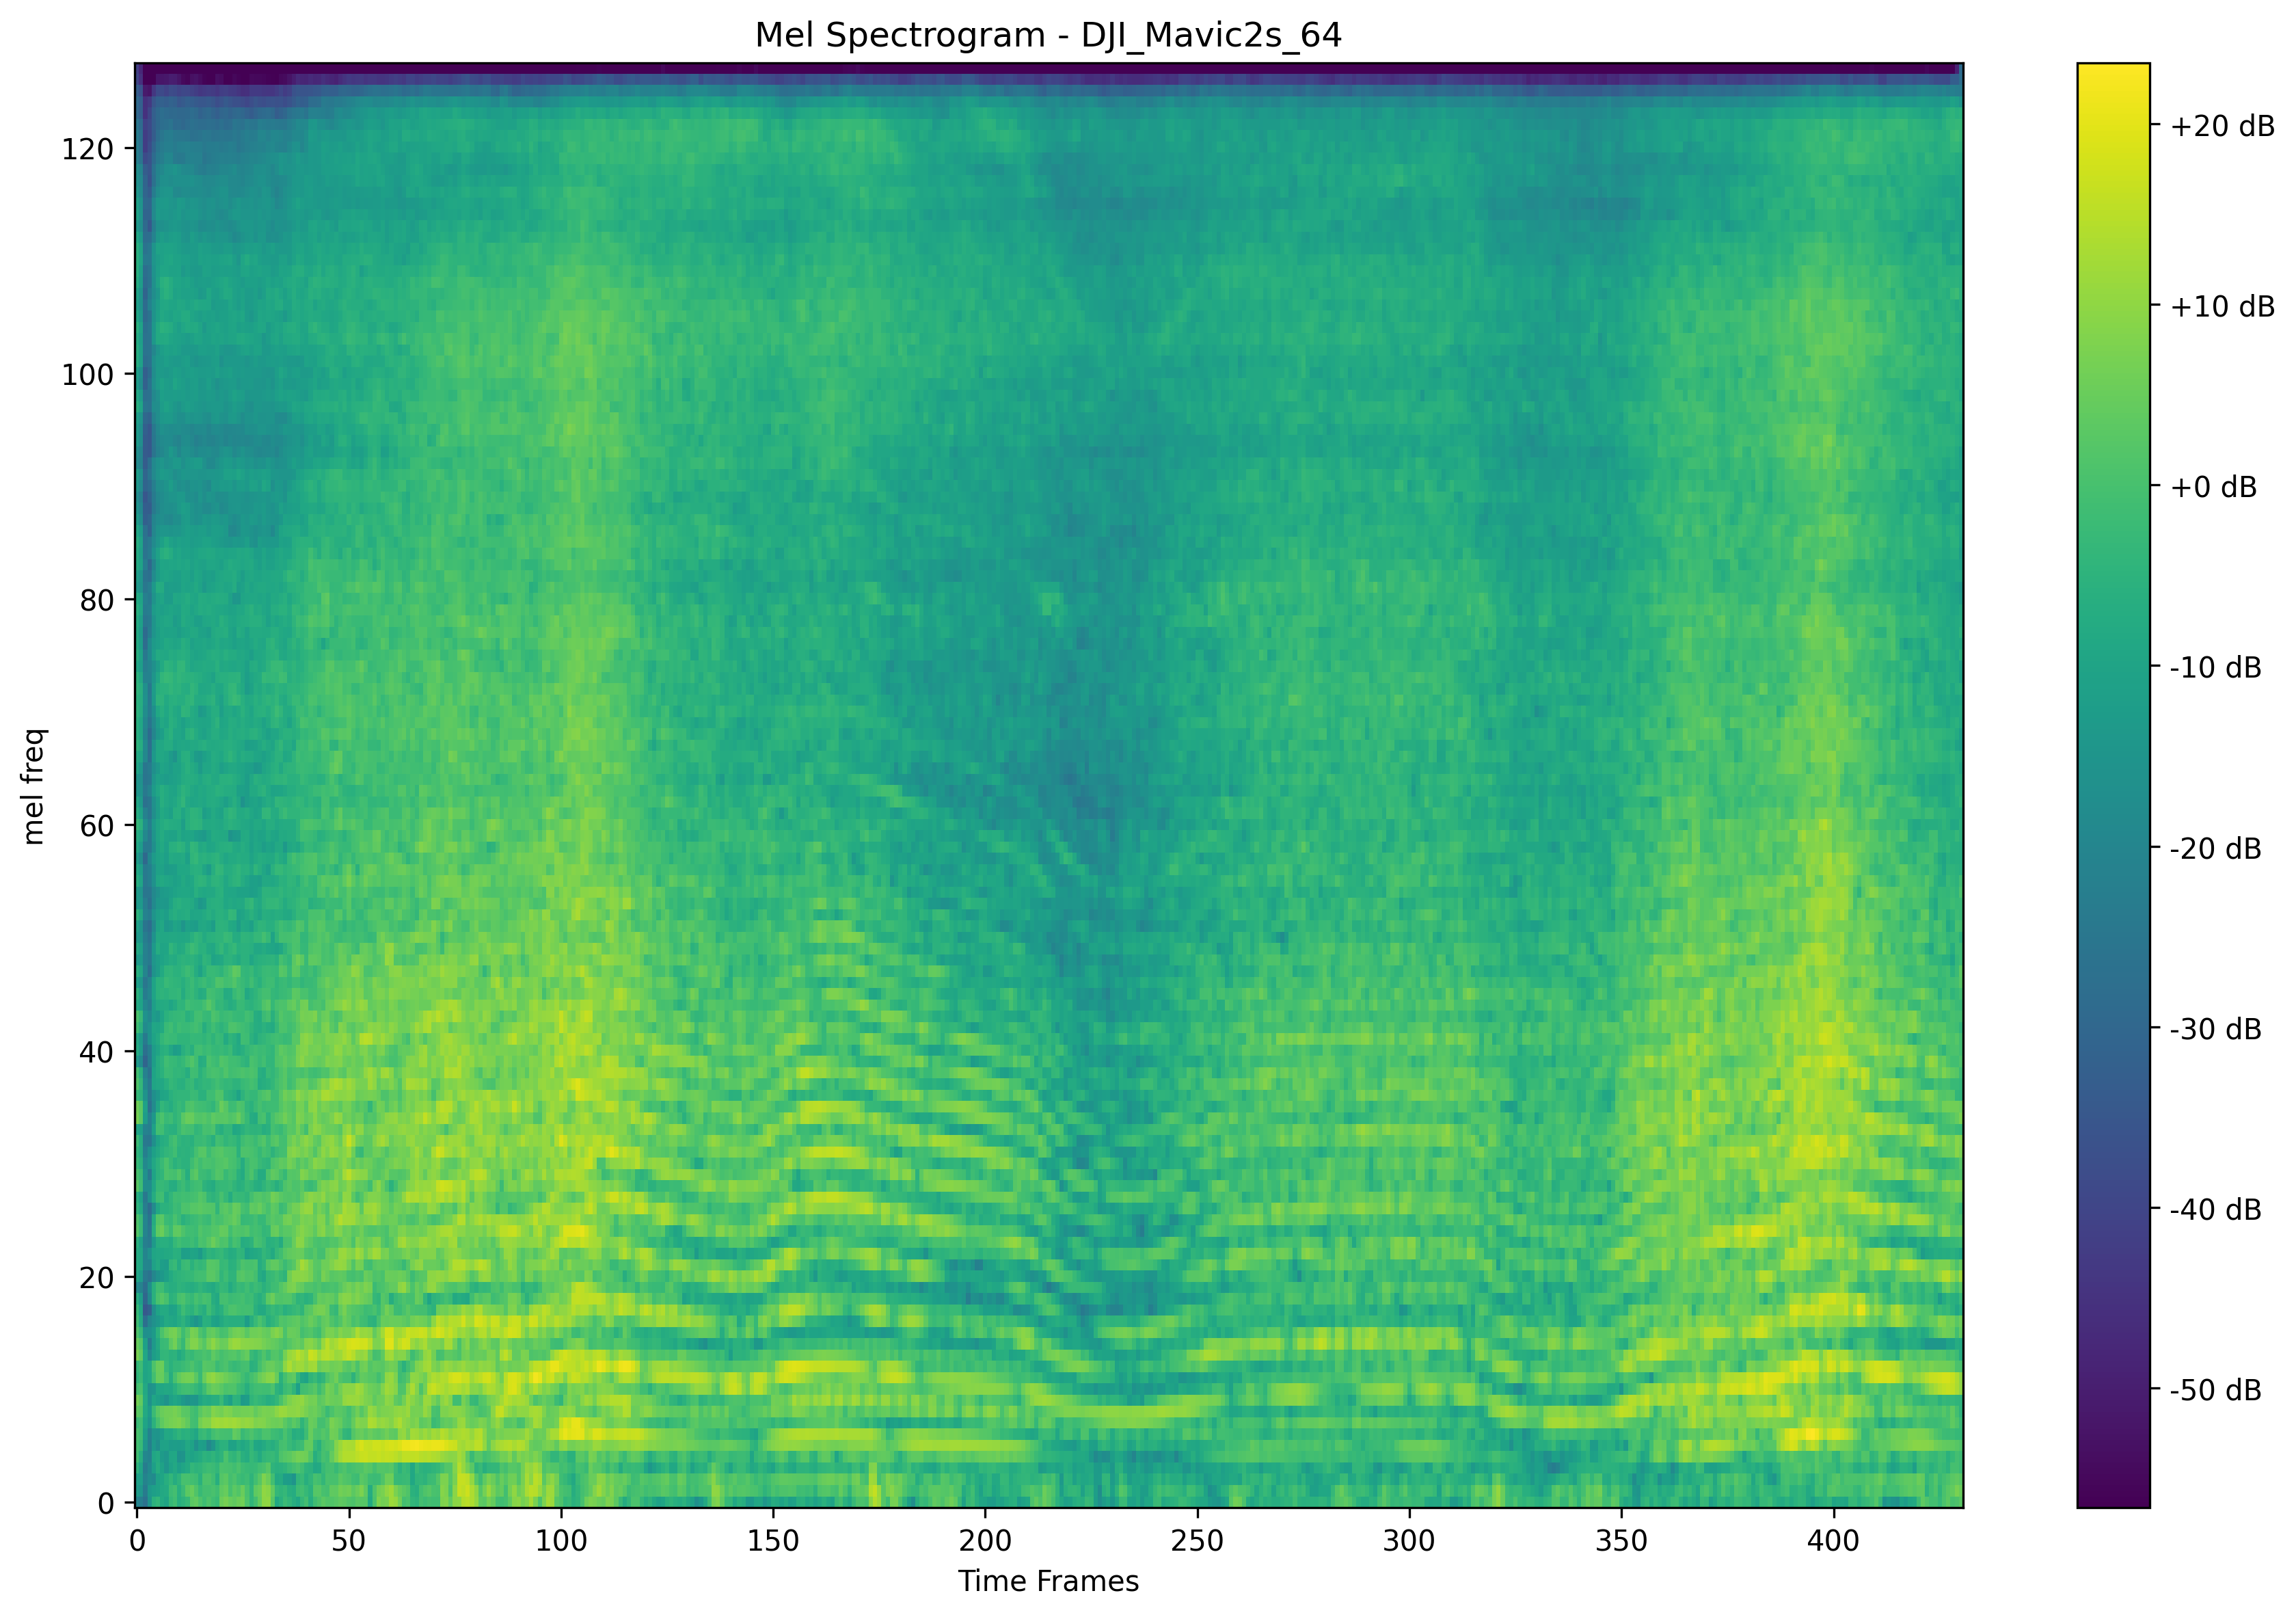 Mel Spectrogram - DJI_Mavic2s_64
mel freq
120
100
80
60
40
20
0
0 50 100 150 200 250 300 350 400
Time Frames
+20 dB
+10 dB
+0 dB
-10 dB
-20 dB
-30 dB
-40 dB
-50 dB